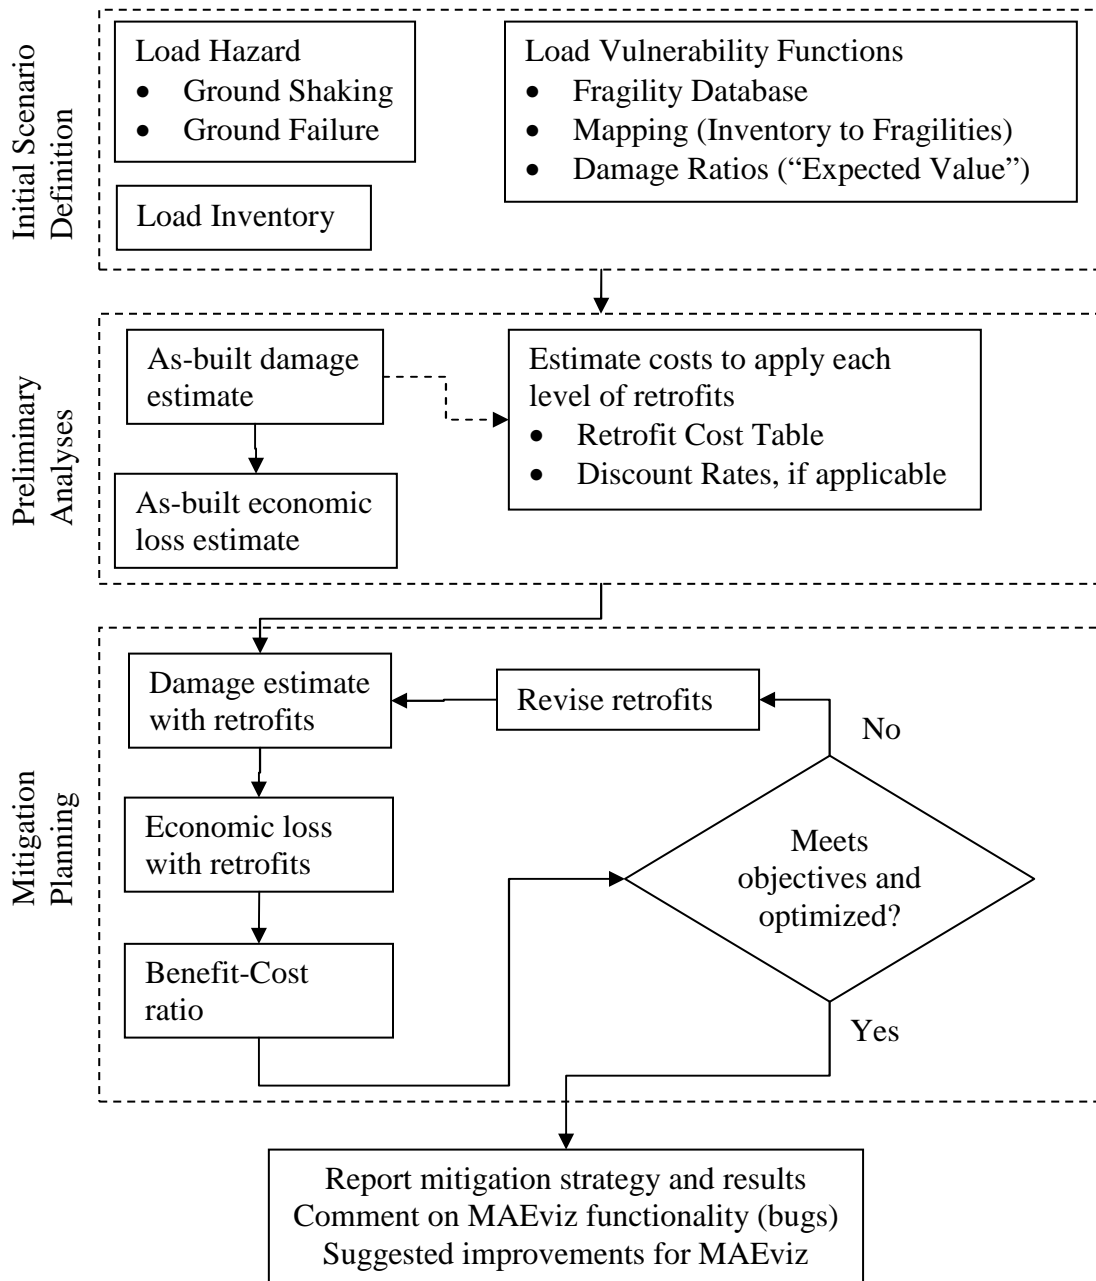 Initial Scenario
Definition
Load Hazard
• Ground Shaking
• Ground Failure
Load Inventory
Load Vulnerability Functions
• Fragility Database
• Mapping (Inventory to Fragilities)
• Damage Ratios (“Expected Value”)
Preliminary
Analyses
As-built damage
estimate
As-built economic
loss estimate
Estimate costs to apply each
level of retrofits
• Retrofit Cost Table
• Discount Rates, if applicable
Mitigation
Planning
Damage estimate
with retrofits
Revise retrofits
No
Economic loss
with retrofits
Meets
objectives and
optimized?
Benefit-Cost
ratio
Yes
Report mitigation strategy and results
Comment on MAEviz functionality (bugs)
Suggested improvements for MAEviz